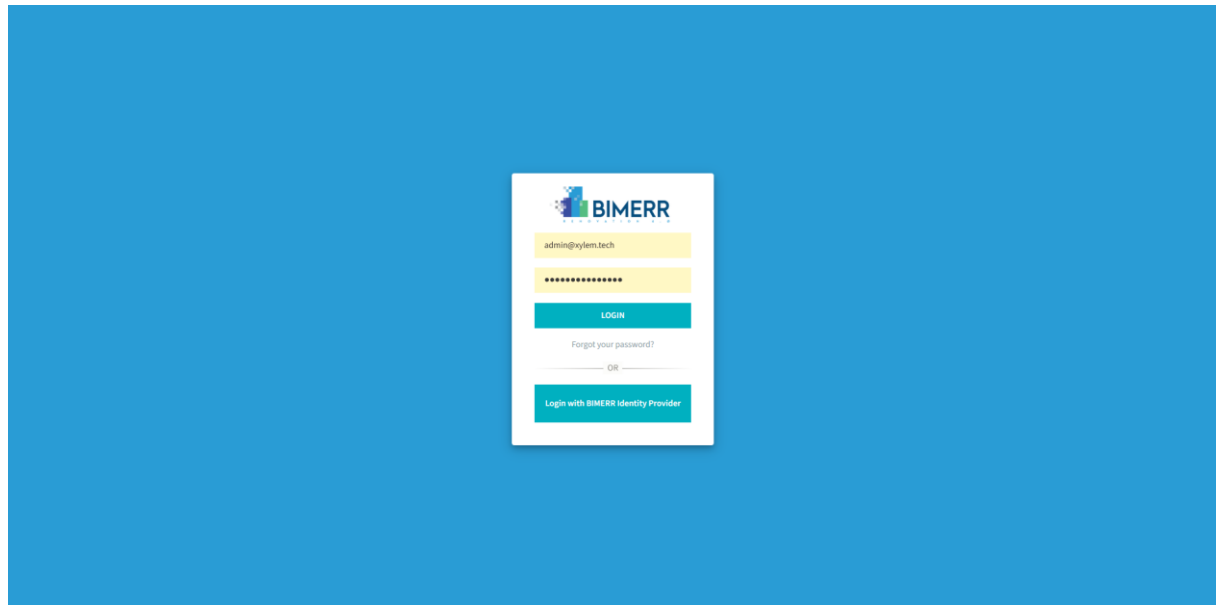 BIMERR
admin@xylem.tech
•••••••••••••••
LOGIN
Forgot your password?
OR
Login with BIMERR Identity Provider